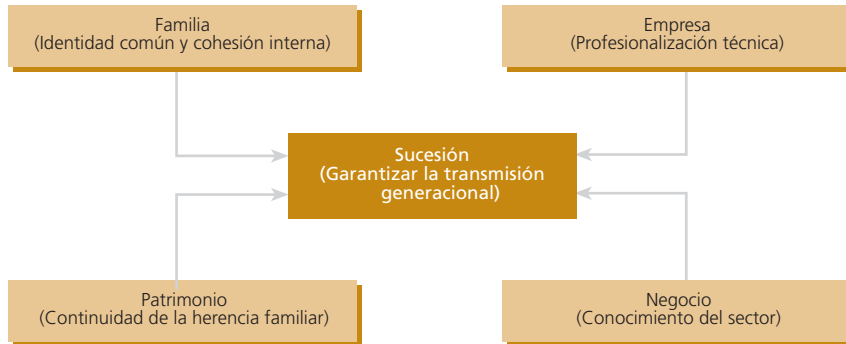 Familia
(Identidad común y cohesión interna)
Empresa
(Profesionalización técnica)
Sucesión
(Garantizar la transmisión
generacional)
Patrimonio
(Continuidad de la herencia familiar)
Negocio
(Conocimiento del sector)